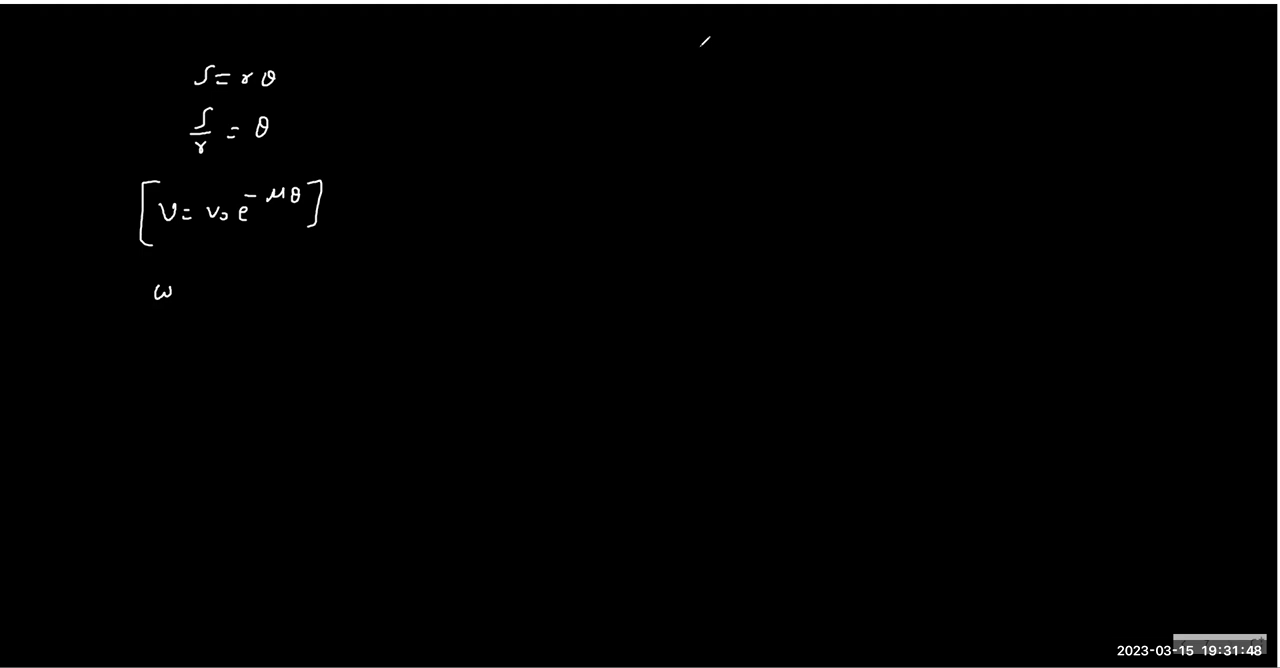 S = r θ
S/r = θ
[v = v₀ e^{-μθ}]
ω
2023-03-15 19:31:48